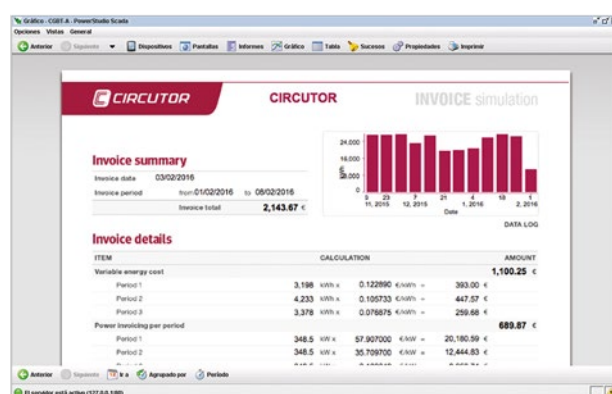 Gráfico - CGBT-A - PowerStudio Scada
Opciones Vistas General
Anterior Siguiente Dispositivos Pantallas Informes Gráfico Tabla Sucesos Propiedades Imprimir
CIRCUTOR CIRCUTOR INVOICE simulation
Invoice summary
Invoice date 03/02/2016
Invoice period from 01/02/2016 to 08/02/2016
Invoice total 2,143.67 €
kWh
24.000
16.000
8.000
0
9 23 7 21 4 18 1
11, 2015 12, 2015 1, 2016 2, 2016
Date
DATA LOG
Invoice details
ITEM CALCULATION AMOUNT
Variable energy cost 1,100.25 €
Period 1 3,198 kWh x 0.122890 €/kWh = 393.00 €
Period 2 4,233 kWh x 0.105733 €/kWh = 447.57 €
Period 3 3,378 kWh x 0.076875 €/kWh = 259.68 €
Power invoicing per period 689.87 €
Period 1 348.5 kW x 57.907000 €/kW = 20,180.59 €
Period 2 348.5 kW x 35.709700 €/kW = 12,444.83 €
Anterior Siguiente Ir a Agrupado por Período
El servidor está activo (127.0.0.1:80)